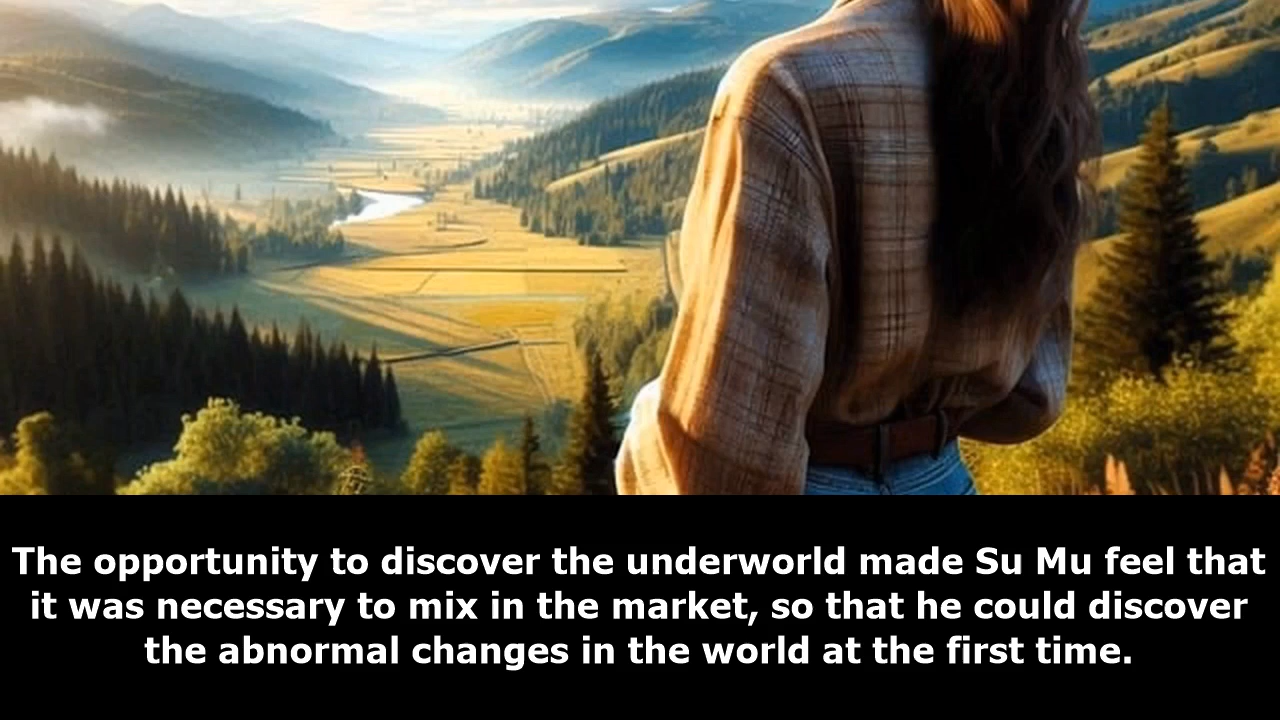 The opportunity to discover the underworld made Su Mu feel that
it was necessary to mix in the market, so that he could discover
the abnormal changes in the world at the first time.